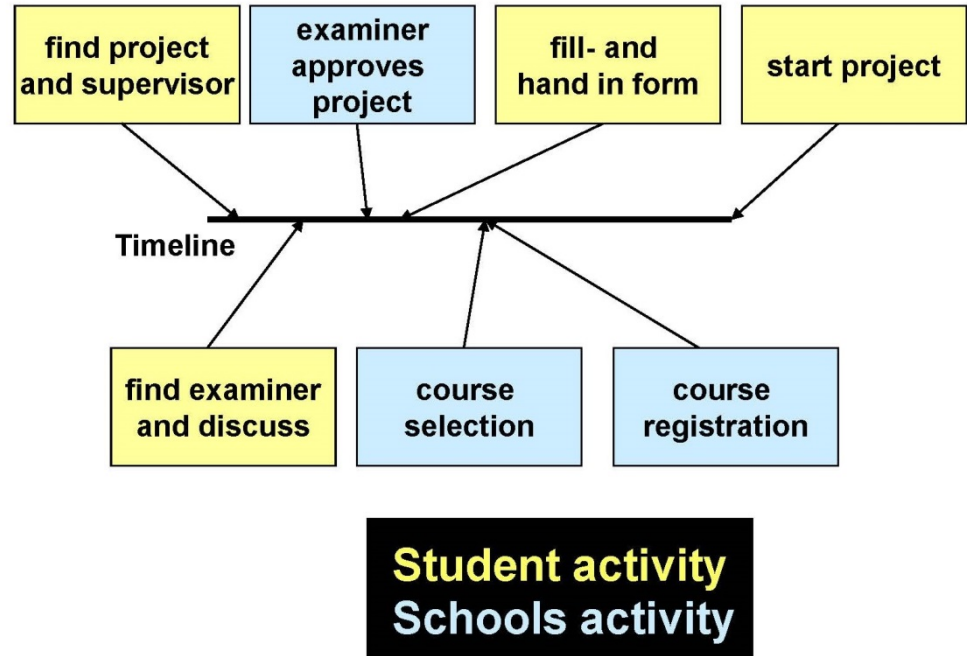 find project
and supervisor
examiner
approves
project
fill- and
hand in form
start project
Timeline
find examiner
and discuss
course
selection
course
registration
Student activity
Schools activity